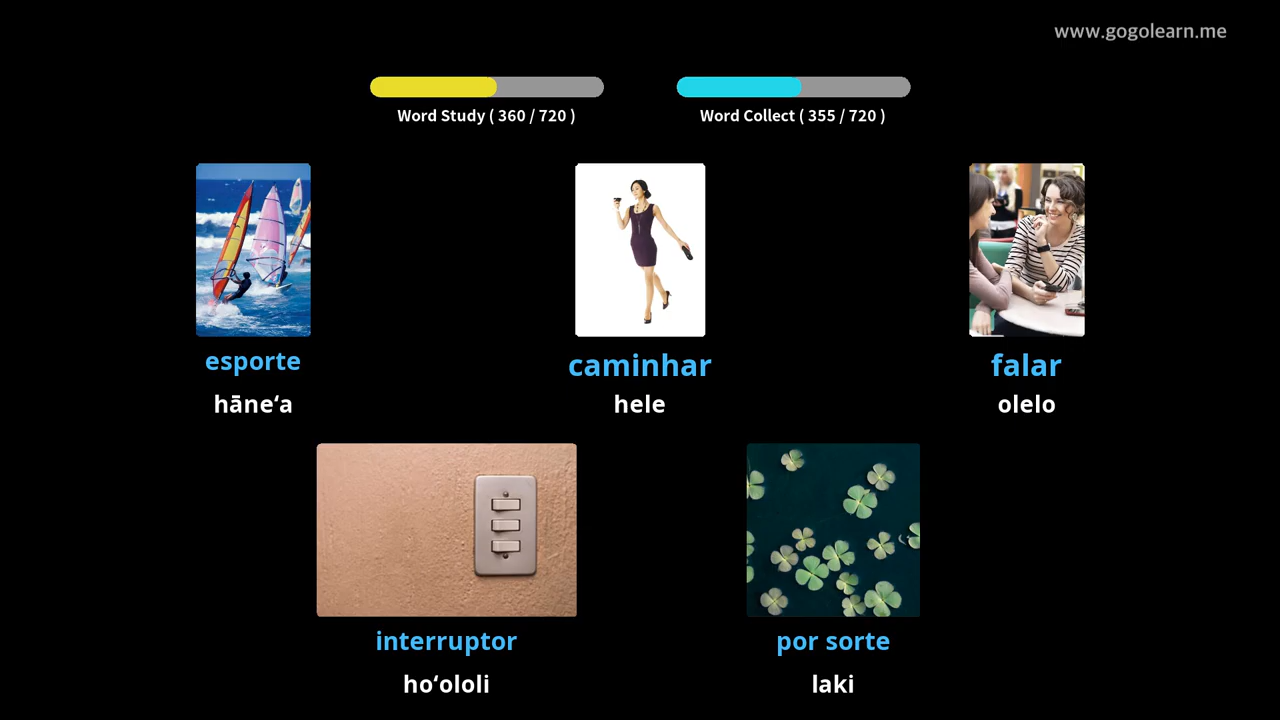 www.gogolearn.me
Word Study ( 360 / 720 )
Word Collect ( 355 / 720 )
esporte
caminhar
falar
hāneʻa
hele
olelo
interruptor
por sorte
hoʻololi
laki